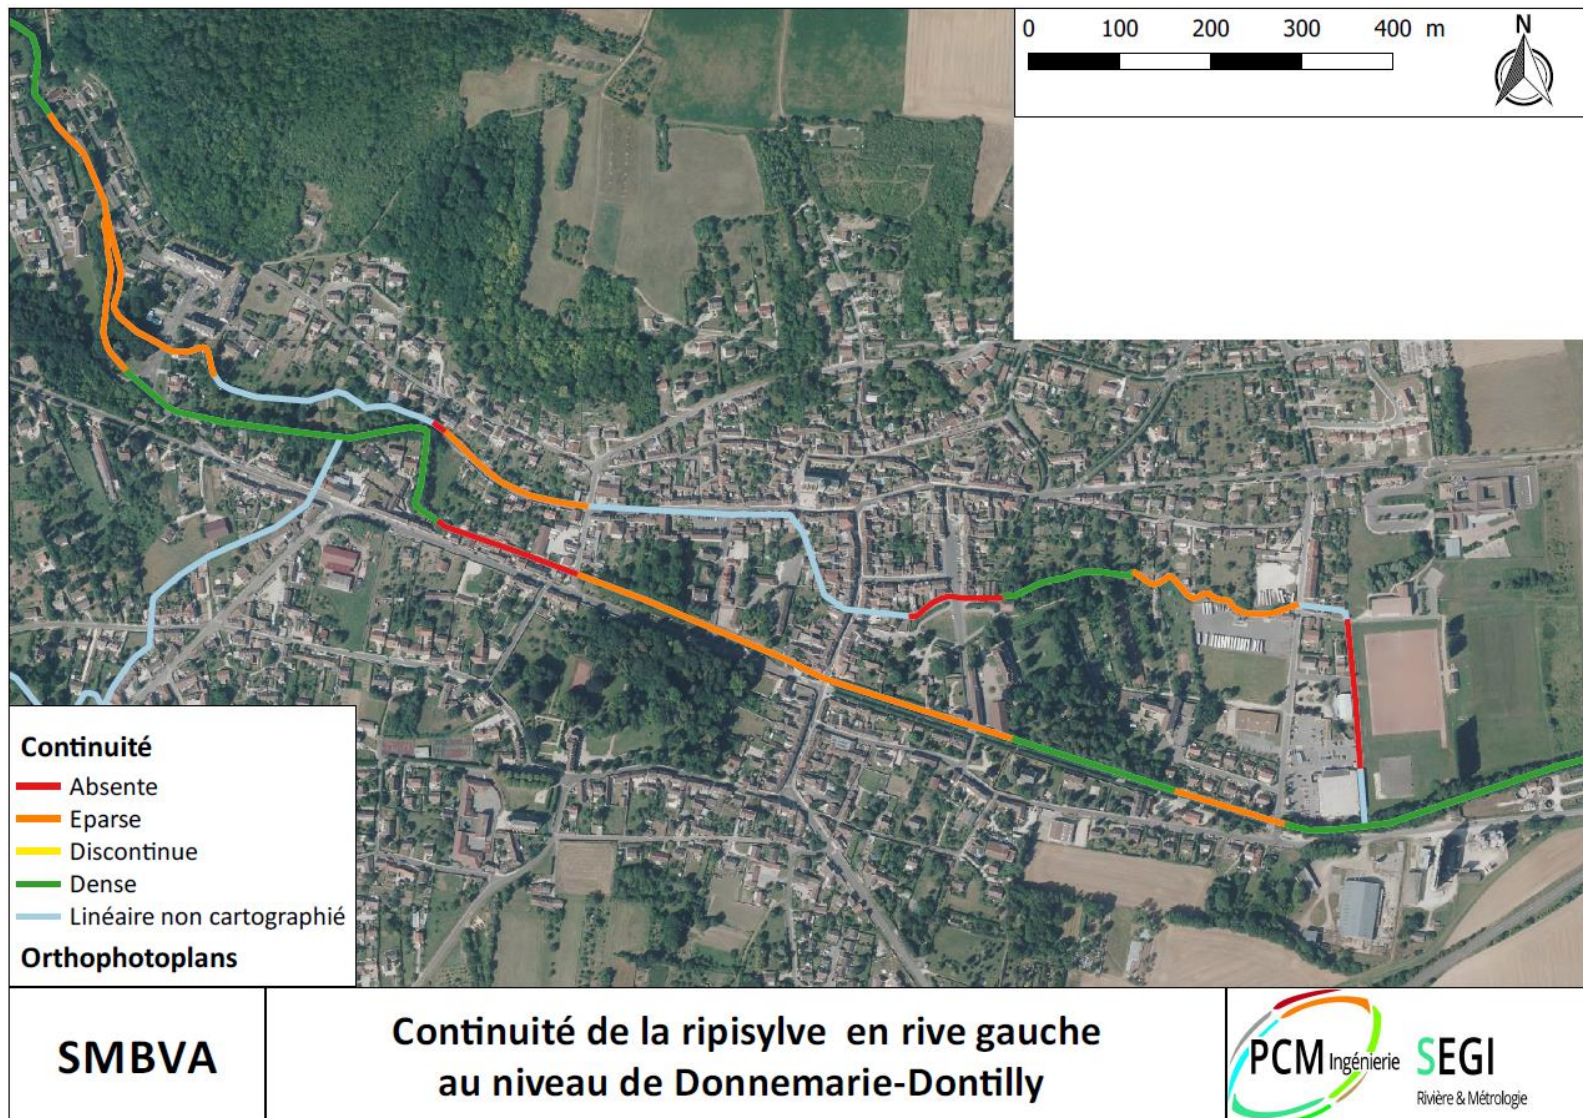 0 100 200 300 400 m
N
Continuité
Absente
Eparse
Discontinue
Dense
Linéaire non cartographié
Orthophotoplans
SMBVA
Continuité de la ripisylve en rive gauche
au niveau de Donnemarie-Dontilly
PCM Ingénierie
SEGI
Rivière & Métrologie